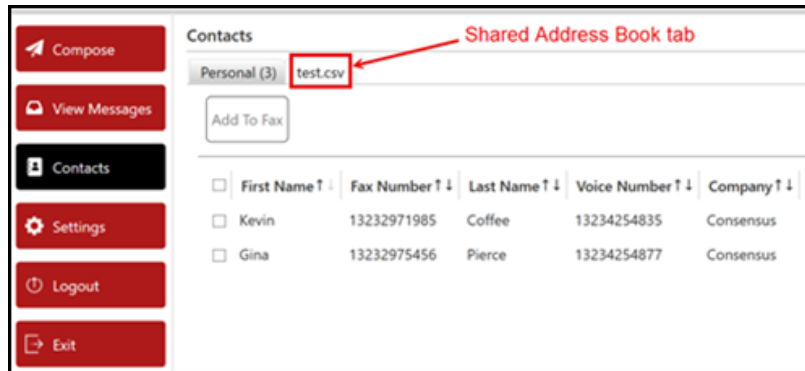 Compose
View Messages
Contacts
Settings
Logout
Exit
Contacts
Shared Address Book tab
Personal (3) test.csv
Add To Fax
First Name↑↓ Fax Number↑↓ Last Name↑↓ Voice Number↑↓ Company↑↓
Kevin 13232971985 Coffee 13234254835 Consensus
Gina 13232975456 Pierce 13234254877 Consensus